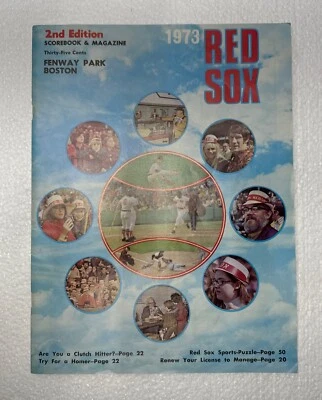 2nd Edition
SCOREBOOK & MAGAZINE
Thirty-Five Cents
FENWAY PARK
BOSTON
1973
RED
SOX
Are You a Clutch Hitter?—Page 22
Try For a Homer—Page 22
Red Sox Sports-Puzzle—Page 50
Renew Your License to Manage—Page 20